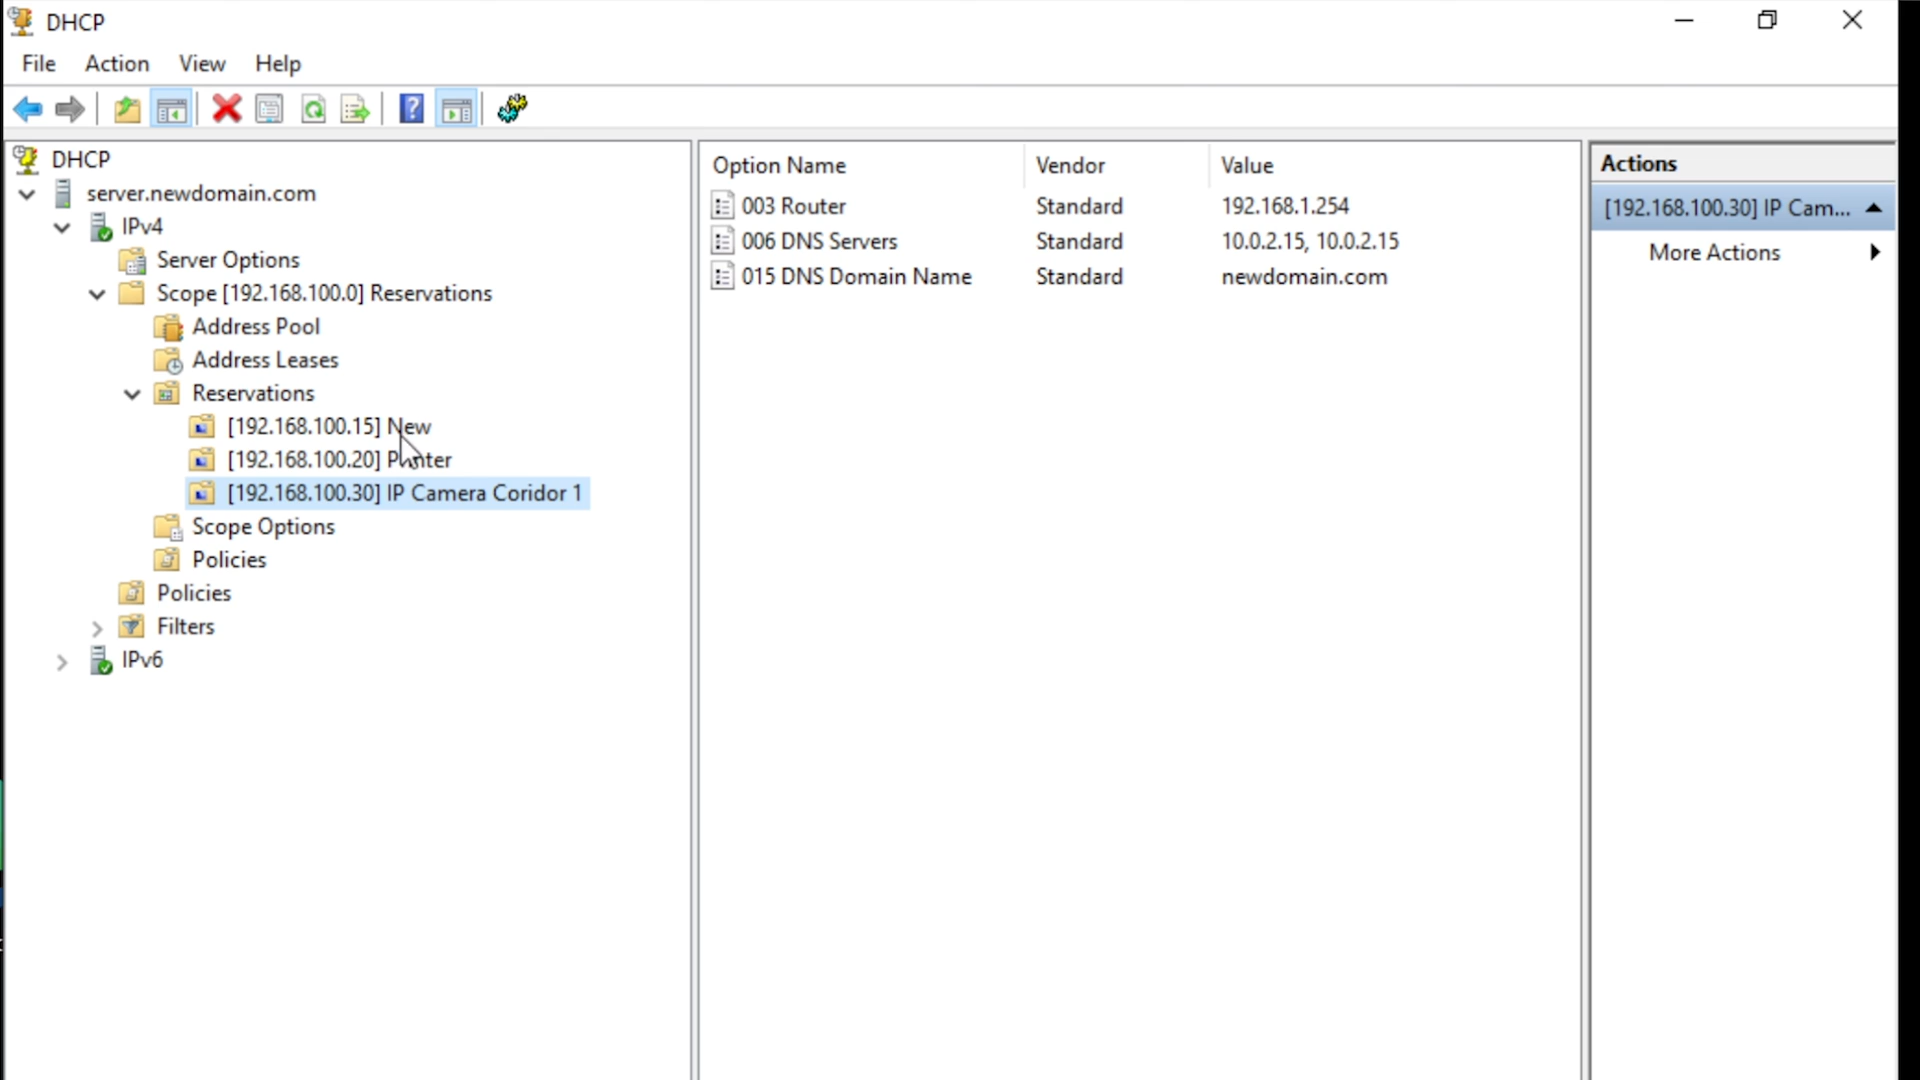 DHCP
File Action View Help
DHCP
server.newdomain.com
IPv4
Server Options
Scope [192.168.100.0] Reservations
Address Pool
Address Leases
Reservations
[192.168.100.15] New
[192.168.100.20] Printer
[192.168.100.30] IP Camera Coridor 1
Scope Options
Policies
Policies
Filters
IPv6
Option Name Vendor Value
003 Router Standard 192.168.1.254
006 DNS Servers Standard 10.0.2.15, 10.0.2.15
015 DNS Domain Name Standard newdomain.com
Actions
[192.168.100.30] IP Cam...
More Actions